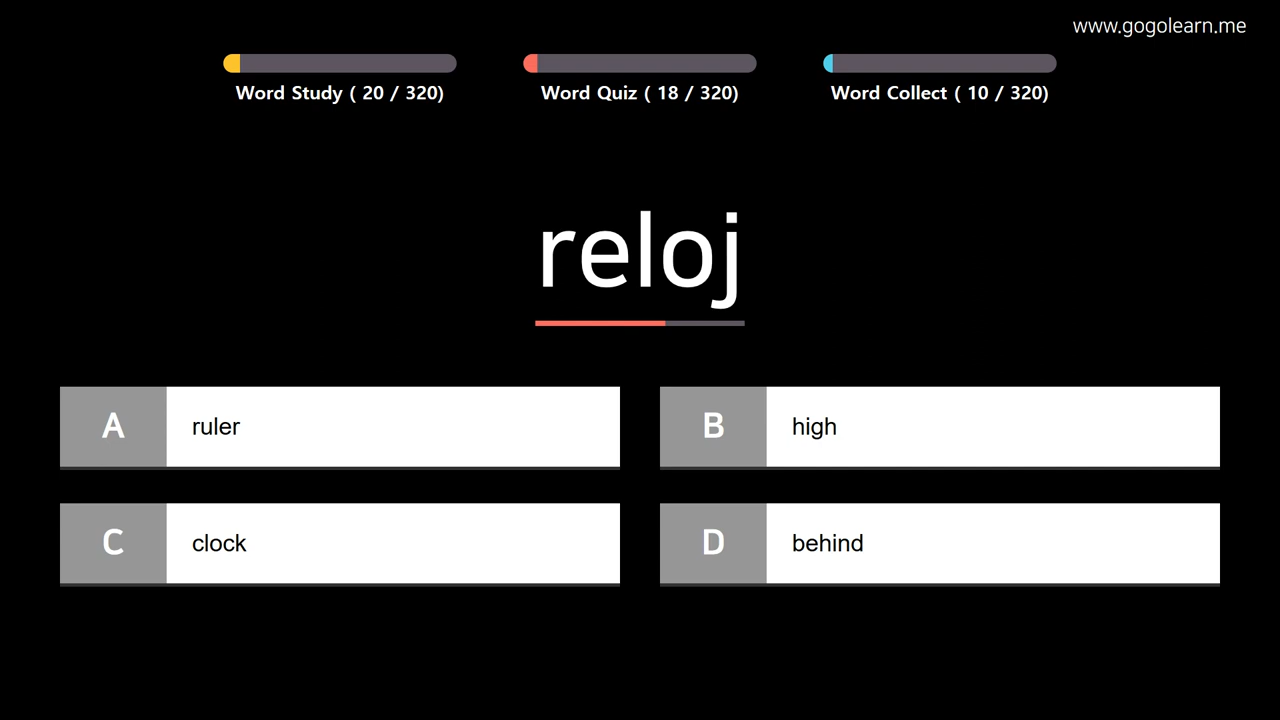 www.gogolearn.me
Word Study ( 20 / 320)
Word Quiz ( 18 / 320)
Word Collect ( 10 / 320)
reloj
A ruler
B high
C clock
D behind